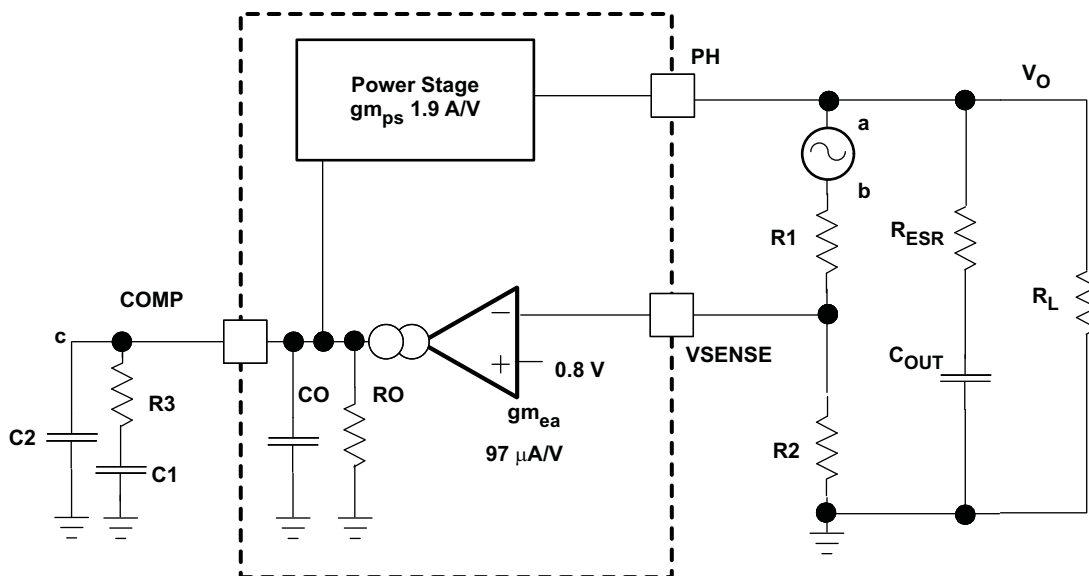 Power Stage
gm_ps 1.9 A/V
PH
V_O
a
b
R1
R_ESR
R_L
COMP
c
VSENSE
−
+
0.8 V
C_OUT
R3
CO
RO
gm_ea
97 μA/V
C2
C1
R2